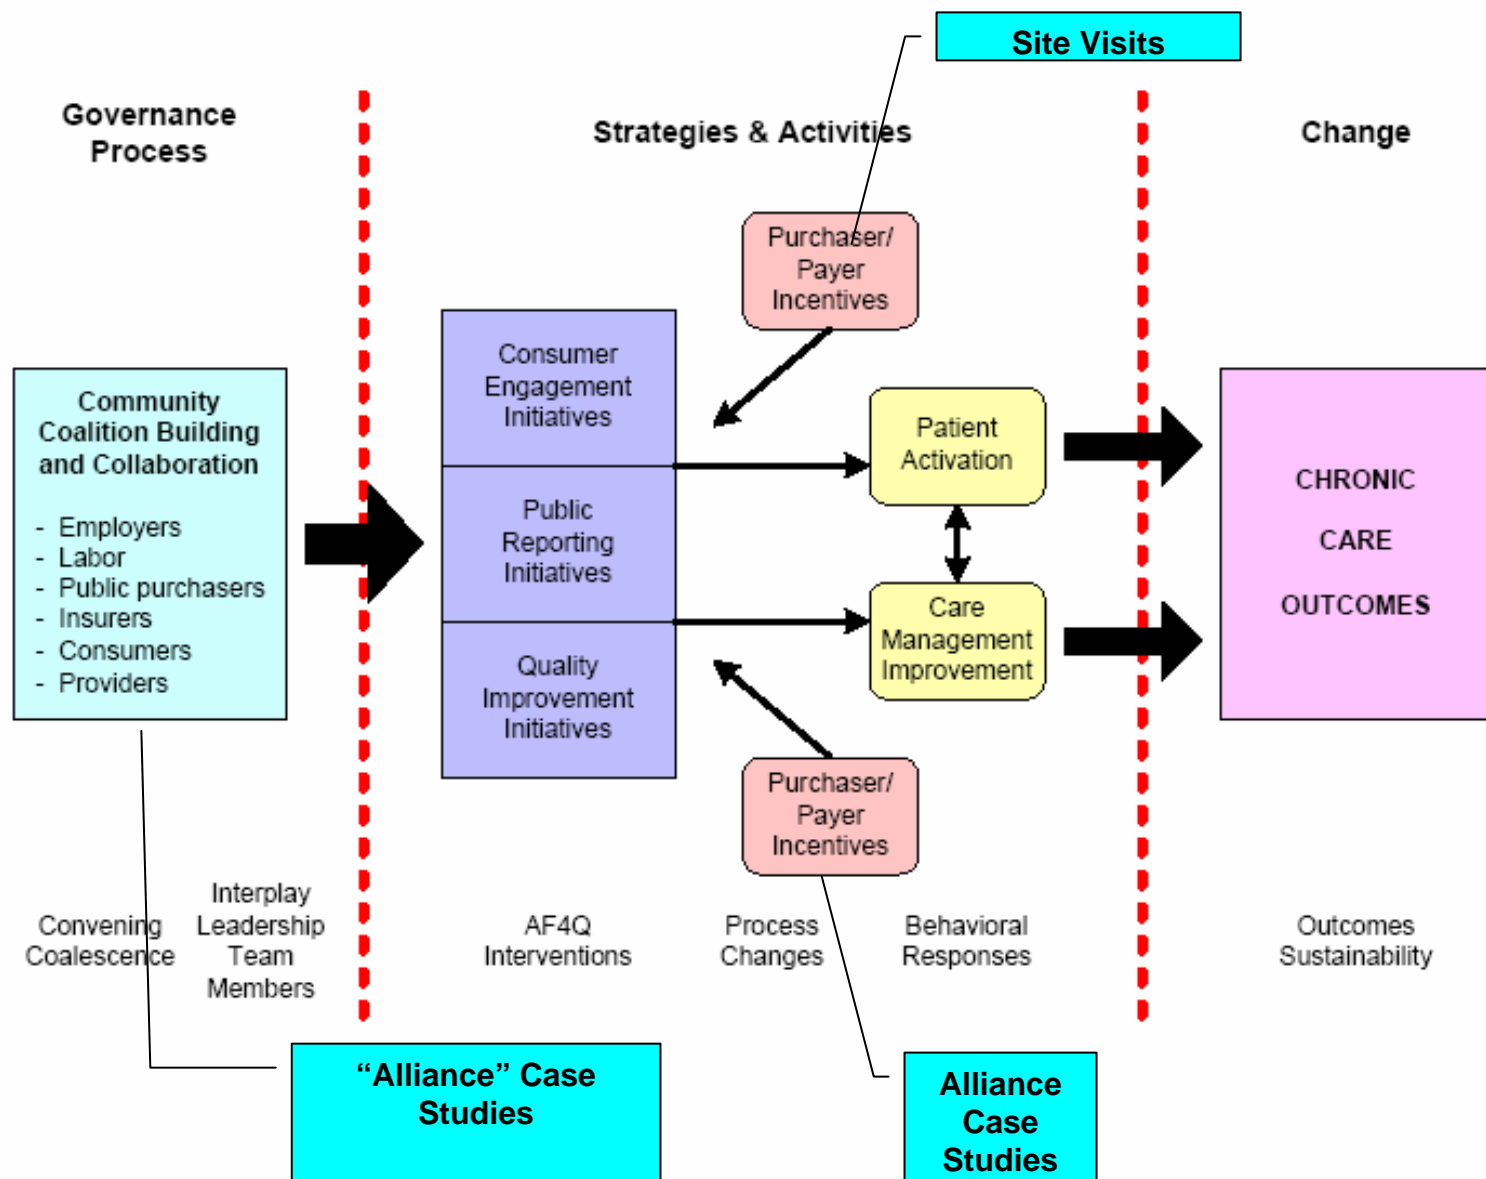 Site Visits
Governance
Process
Strategies & Activities
Change
Purchaser/
Payer
Incentives
Community
Coalition Building
and Collaboration
- Employers
- Labor
- Public purchasers
- Insurers
- Consumers
- Providers
Consumer
Engagement
Initiatives
Public
Reporting
Initiatives
Quality
Improvement
Initiatives
Patient
Activation
Care
Management
Improvement
CHRONIC
CARE
OUTCOMES
Purchaser/
Payer
Incentives
Convening
Coalescence
Interplay
Leadership
Team
Members
AF4Q
Interventions
Process
Changes
Behavioral
Responses
Outcomes
Sustainability
“Alliance” Case
Studies
Alliance
Case
Studies